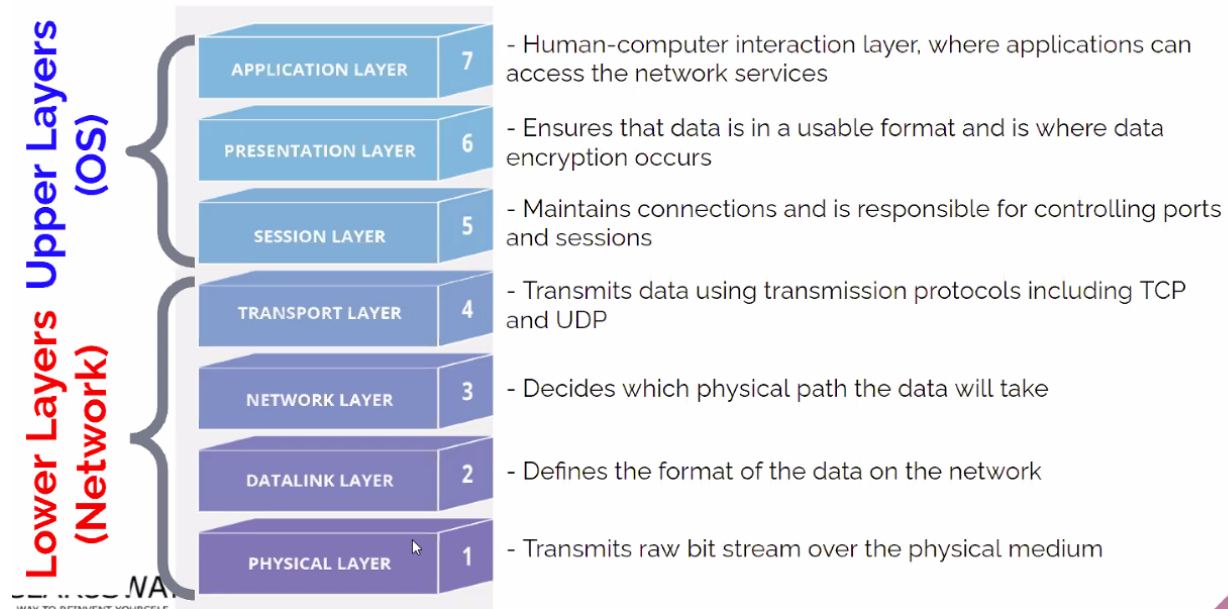 Upper Layers
(OS)
Lower Layers
(Network)
APPLICATION LAYER 7
- Human-computer interaction layer, where applications can
access the network services
PRESENTATION LAYER 6
- Ensures that data is in a usable format and is where data
encryption occurs
SESSION LAYER 5
- Maintains connections and is responsible for controlling ports
and sessions
TRANSPORT LAYER 4
- Transmits data using transmission protocols including TCP
and UDP
NETWORK LAYER 3
- Decides which physical path the data will take
DATALINK LAYER 2
- Defines the format of the data on the network
PHYSICAL LAYER 1
- Transmits raw bit stream over the physical medium
WAY TO REINVENT YOURSELF